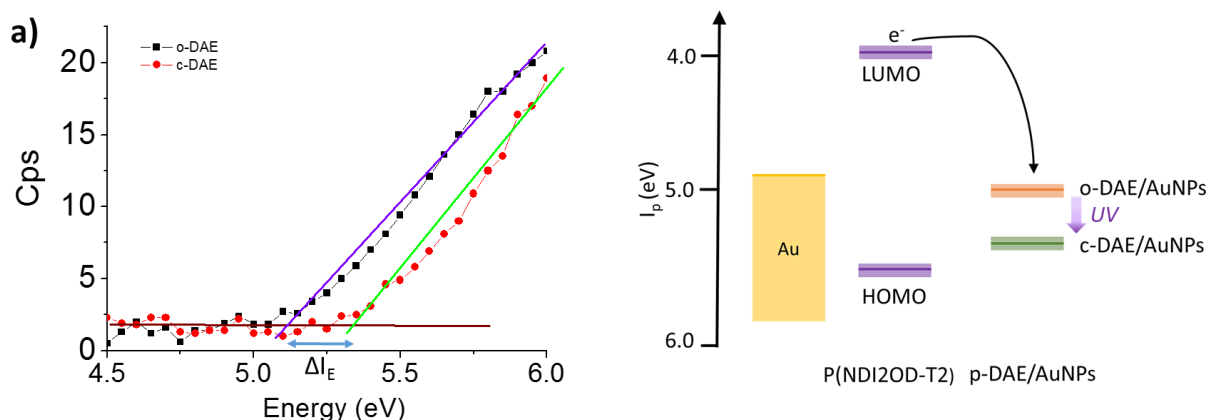 a)
o-DAE
c-DAE
20
15
10
5
0
Cps
4.5 5.0 5.5 6.0
ΔI_E
Energy (eV)
e⁻
4.0
LUMO
5.0
I_p (eV)
o-DAE/AuNPs
UV
c-DAE/AuNPs
Au
HOMO
6.0
P(NDI2OD-T2) p-DAE/AuNPs